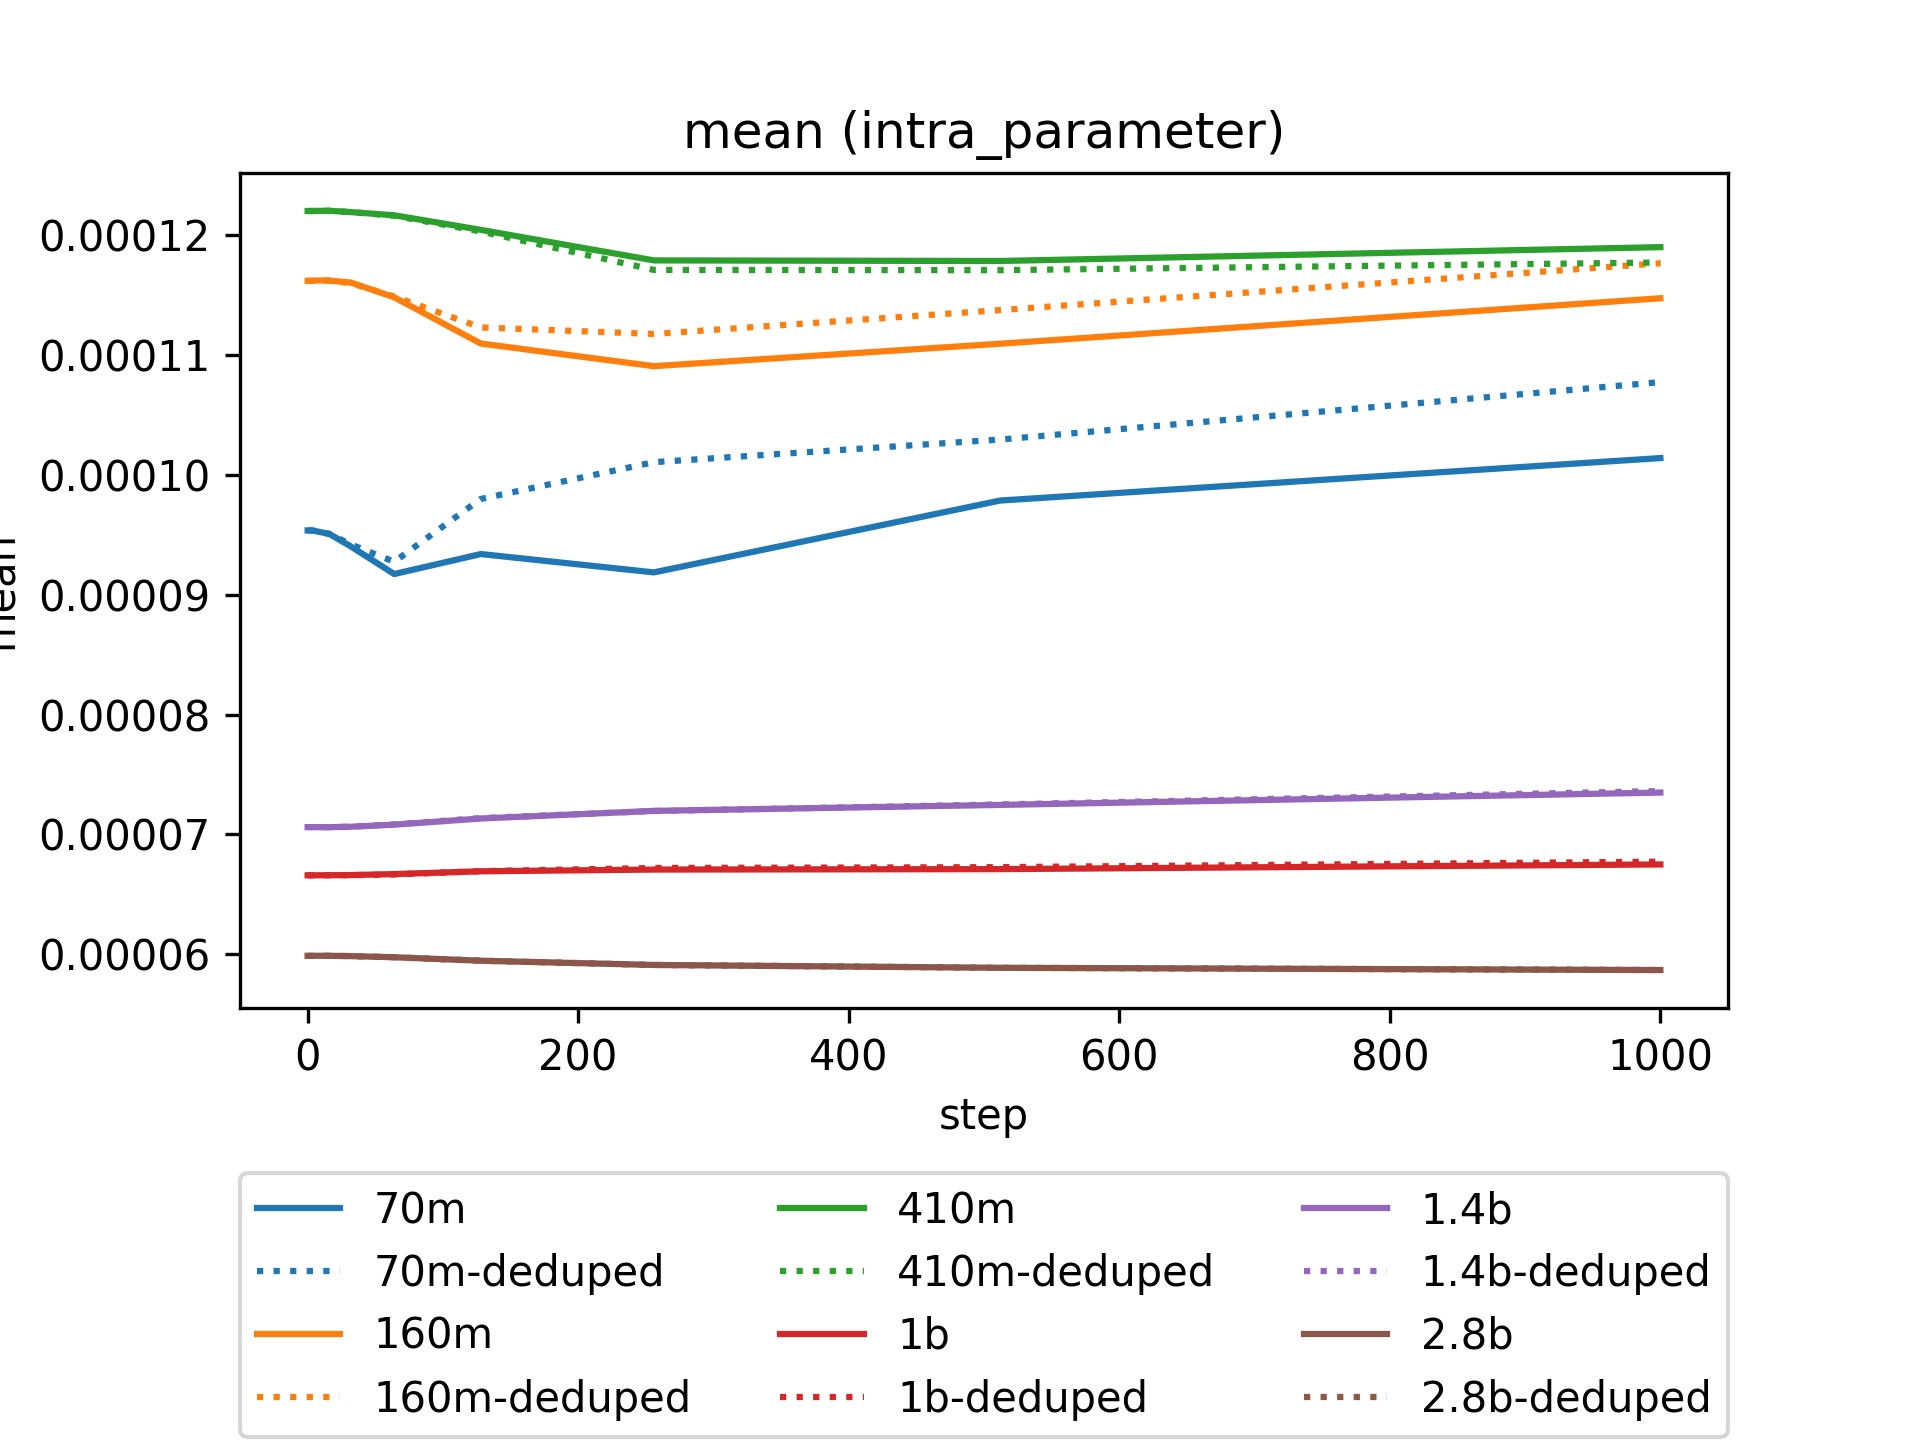 mean (intra_parameter)
0.00012
0.00011
0.00010
0.00009
0.00008
0.00007
0.00006
mean
0 200 400 600 800 1000
step
70m 410m 1.4b
70m-deduped 410m-deduped 1.4b-deduped
160m 1b 2.8b
160m-deduped 1b-deduped 2.8b-deduped